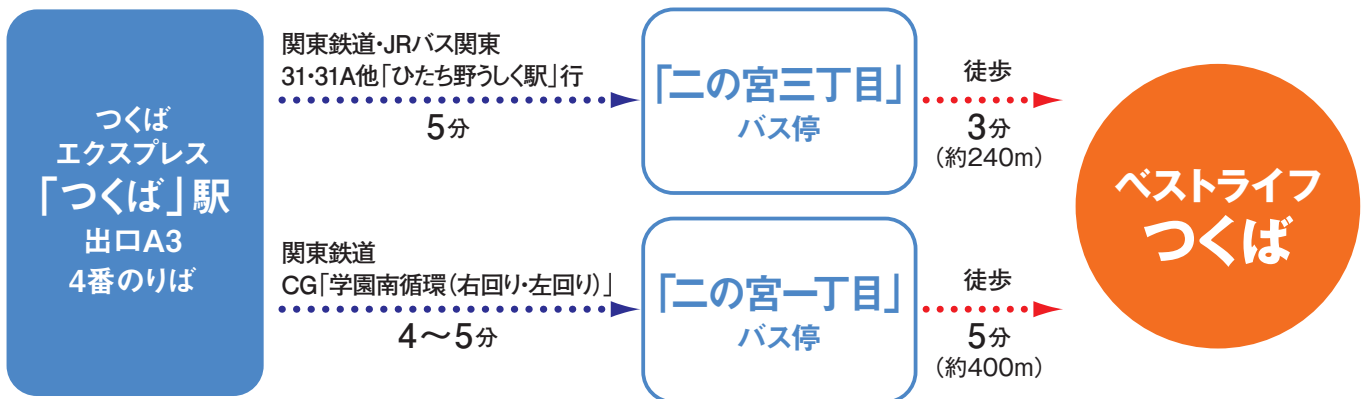 つくば
エクスプレス
「つくば」駅
出口A3
4番のりば
関東鉄道・JRバス関東
31・31A他「ひたち野うしく駅」行
5分
「二の宮三丁目」
バス停
徒歩
3分
(約240m)
関東鉄道
CG「学園南循環(右回り・左回り)」
4〜5分
「二の宮一丁目」
バス停
徒歩
5分
(約400m)
ベストライフ
つくば